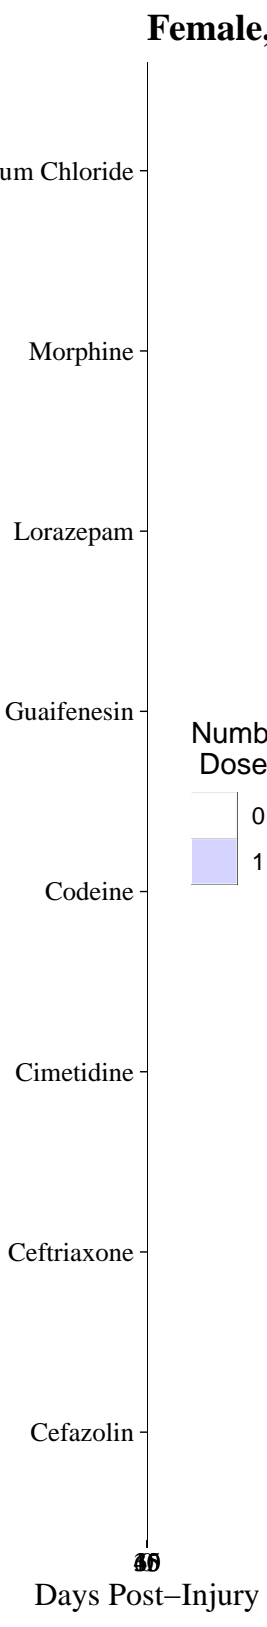 Female,
um Chloride
Morphine
Lorazepam
Guaifenesin
Numb
Dose
0
1
Codeine
Cimetidine
Ceftriaxone
Cefazolin
Days Post−Injury